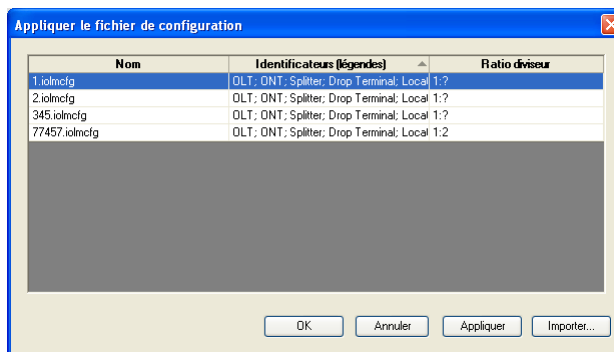 Appliquer le fichier de configuration
Nom Identificateurs (légendes) Ratio diviseur
1.iolmcfg OLT; ONT; Splitter; Drop Terminal; Local 1:?
2.iolmcfg OLT; ONT; Splitter; Drop Terminal; Local 1:?
345.iolmcfg OLT; ONT; Splitter; Drop Terminal; Local 1:?
77457.iolmcfg OLT; ONT; Splitter; Drop Terminal; Local 1:2
OK Annuler Appliquer Importer...